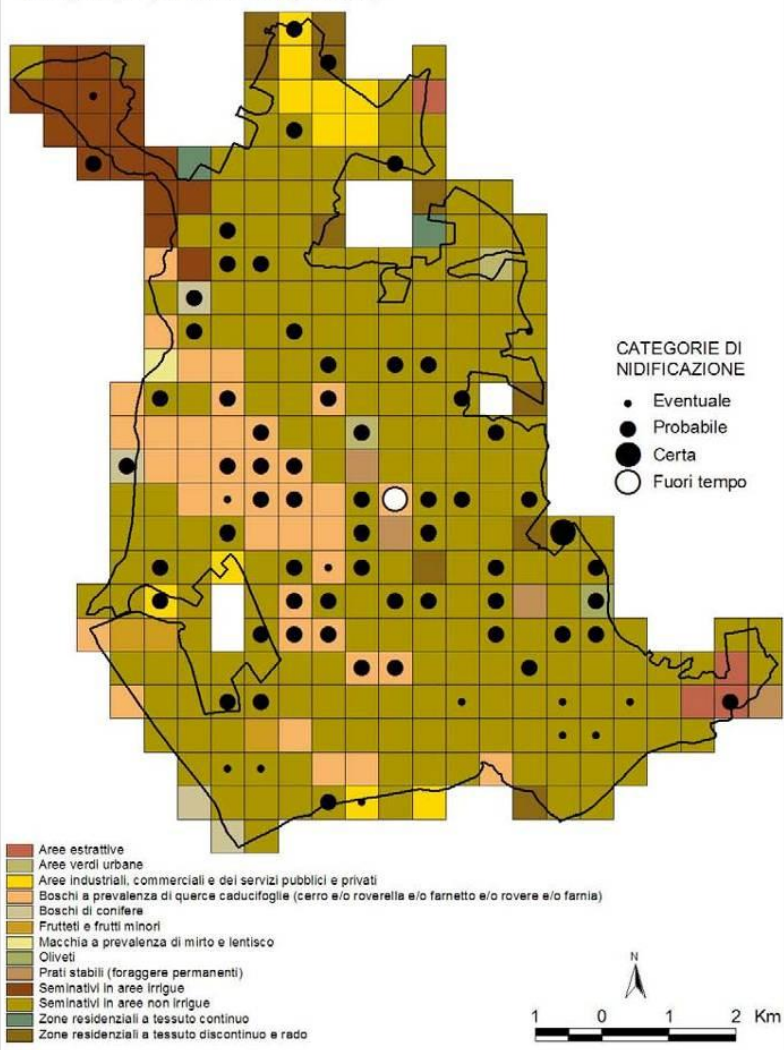 CATEGORIE DI
NIDIFICAZIONE
Eventuale
Probabile
Certa
Fuori tempo
Aree estrattive
Aree verdi urbane
Aree industriali, commerciali e dei servizi pubblici e privati
Boschi a prevalenza di querce caducifoglie (cerro e/o roverella e/o farnetto e/o rovere e/o farnia)
Boschi di conifere
Frutteti e frutti minori
Macchia a prevalenza di mirto e lentisco
Oliveti
Prati stabili (foraggere permanenti)
Seminativi in aree irrigue
Seminativi in aree non irrigue
Zone residenziali a tessuto continuo
Zone residenziali a tessuto discontinuo e rado
N
1 0 1 2 Km